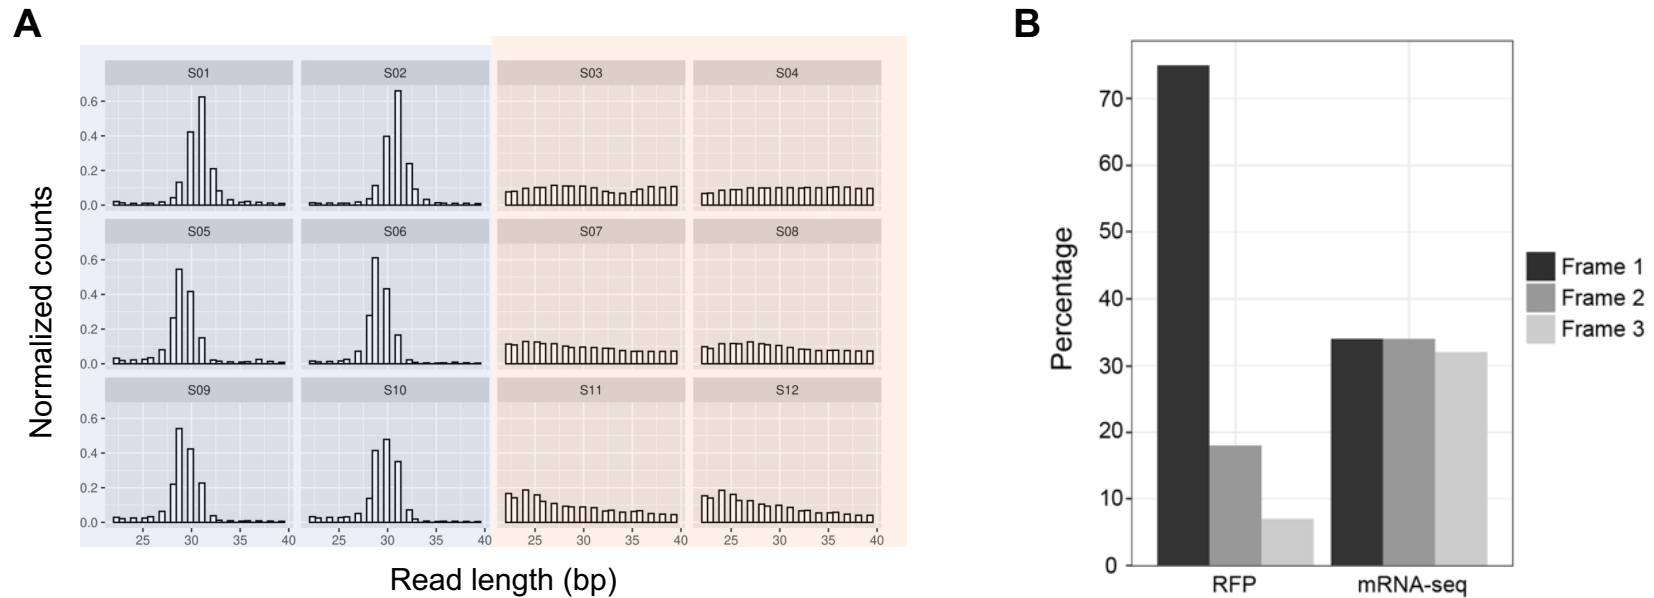 A
B
S01 S02 S03 S04
0.6
0.4
0.2
0.0
S05 S06 S07 S08
0.6
0.4
0.2
0.0
S09 S10 S11 S12
0.6
0.4
0.2
0.0
25 30 35 40 25 30 35 40 25 30 35 40 25 30 35 40
Normalized counts
Read length (bp)
Percentage
70
60
50
40
30
20
10
0
RFP mRNA-seq
Frame 1
Frame 2
Frame 3